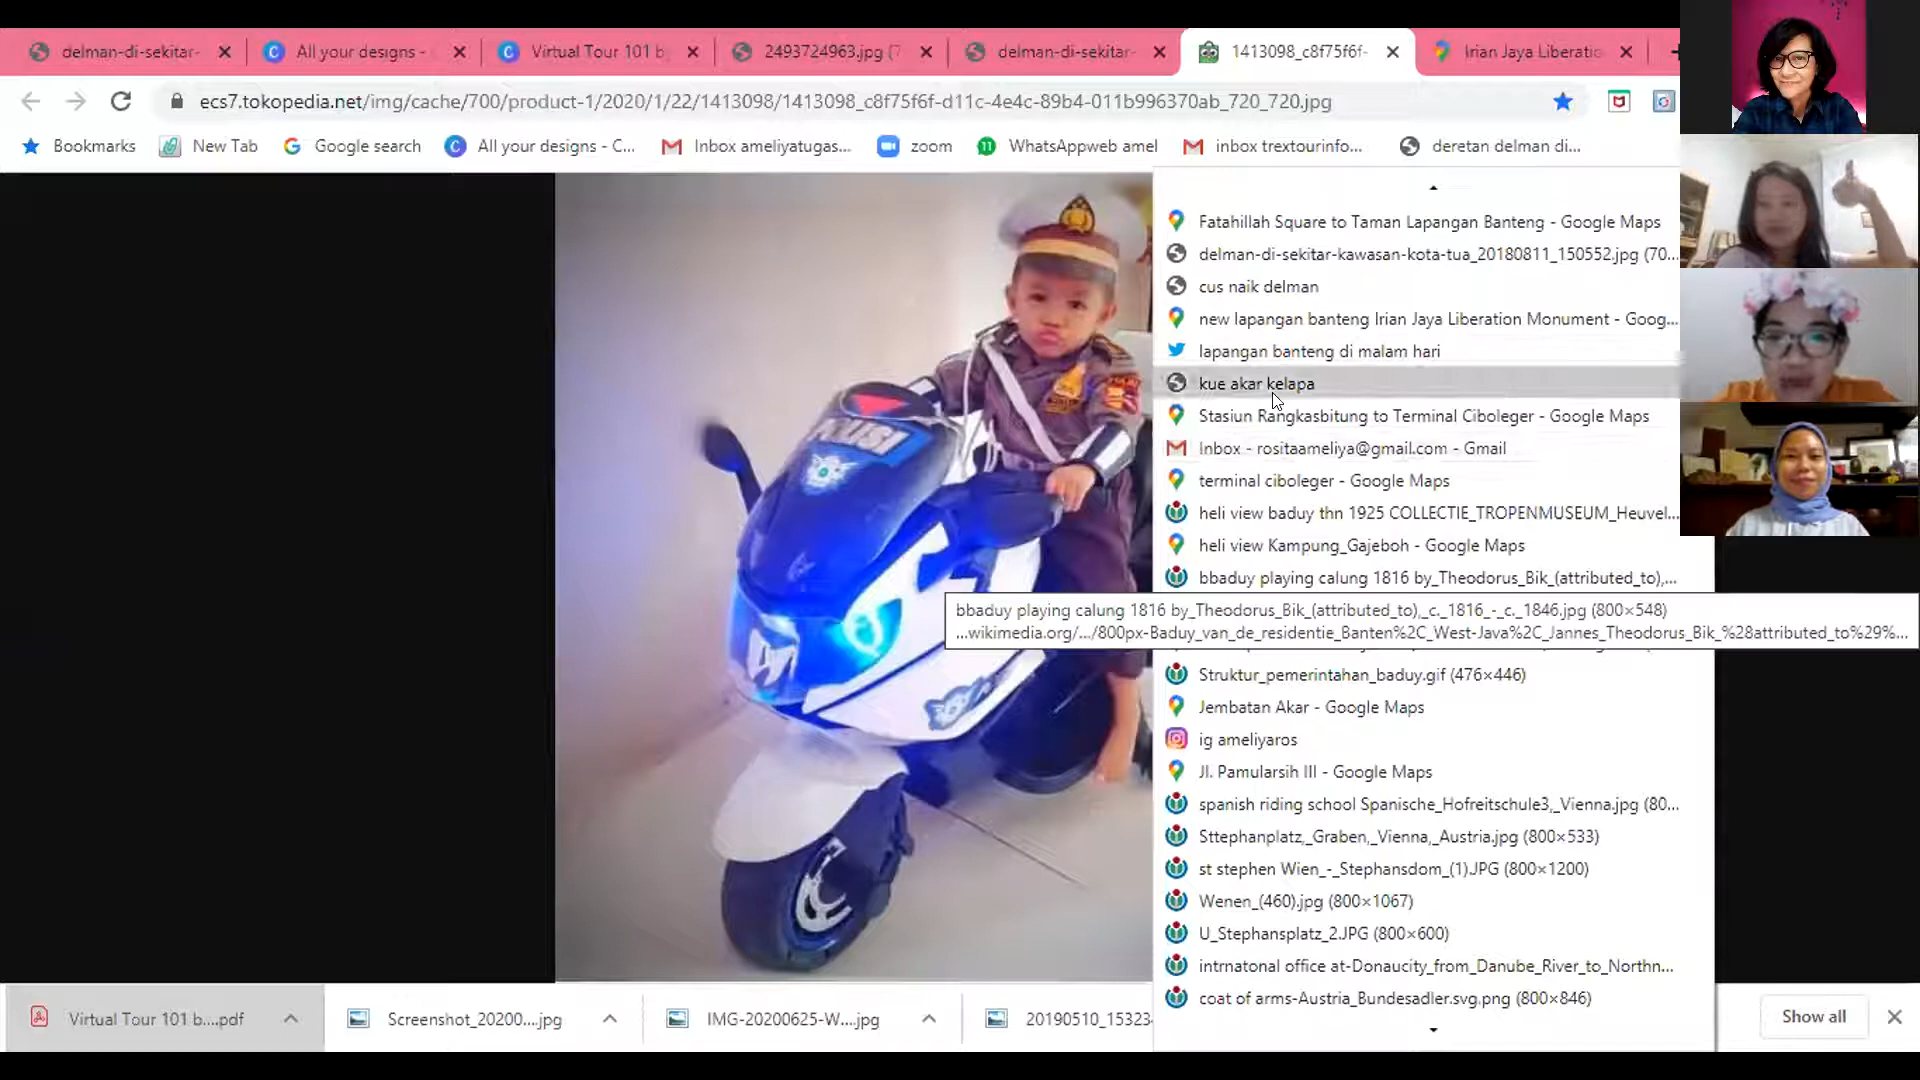 delman-di-sekitar-
All your designs -
Virtual Tour 101 b
2493724963.jpg (7
delman-di-sekitar-
1413098_c8f75f6f-
Irian Jaya Liberatio
ecs7.tokopedia.net/img/cache/700/product-1/2020/1/22/1413098/1413098_c8f75f6f-d11c-4e4c-89b4-011b996370ab_720_720.jpg
Bookmarks
New Tab
Google search
All your designs - C...
Inbox ameliyatugas...
zoom
11
WhatsAppweb amel
inbox trextourinfo...
deretan delman di...
Fatahillah Square to Taman Lapangan Banteng - Google Maps
delman-di-sekitar-kawasan-kota-tua_20180811_150552.jpg (70...
cus naik delman
new lapangan banteng Irian Jaya Liberation Monument - Goog...
lapangan banteng di malam hari
kue akar kelapa
Stasiun Rangkasbitung to Terminal Ciboleger - Google Maps
Inbox - rositaameliya@gmail.com - Gmail
terminal ciboleger - Google Maps
heli view baduy thn 1925 COLLECTIE_TROPENMUSEUM_Heuvel...
heli view Kampung_Gajeboh - Google Maps
bbaduy playing calung 1816 by_Theodorus_Bik_(attributed_to),...
bbaduy playing calung 1816 by_Theodorus_Bik_(attributed_to),_c._1816_-_c._1846.jpg (800×548)
...wikimedia.org/.../800px-Baduy_van_de_residentie_Banten%2C_West-Java%2C_Jannes_Theodorus_Bik_%28attributed_to%29%...
Struktur_pemerintahan_baduy.gif (476×446)
Jembatan Akar - Google Maps
ig ameliyaros
Jl. Pamularsih III - Google Maps
spanish riding school Spanische_Hofreitschule3,_Vienna.jpg (80...
Sttephanplatz,_Graben,_Vienna,_Austria.jpg (800×533)
st stephen Wien_-_Stephansdom_(1).JPG (800×1200)
Wenen_(460).jpg (800×1067)
U_Stephansplatz_2.JPG (800×600)
intrnatonal office at-Donaucity_from_Danube_River_to_Northn...
coat of arms-Austria_Bundesadler.svg.png (800×846)
POLISI
Virtual Tour 101 b....pdf
Screenshot_20200....jpg
IMG-20200625-W....jpg
20190510_15323
Show all